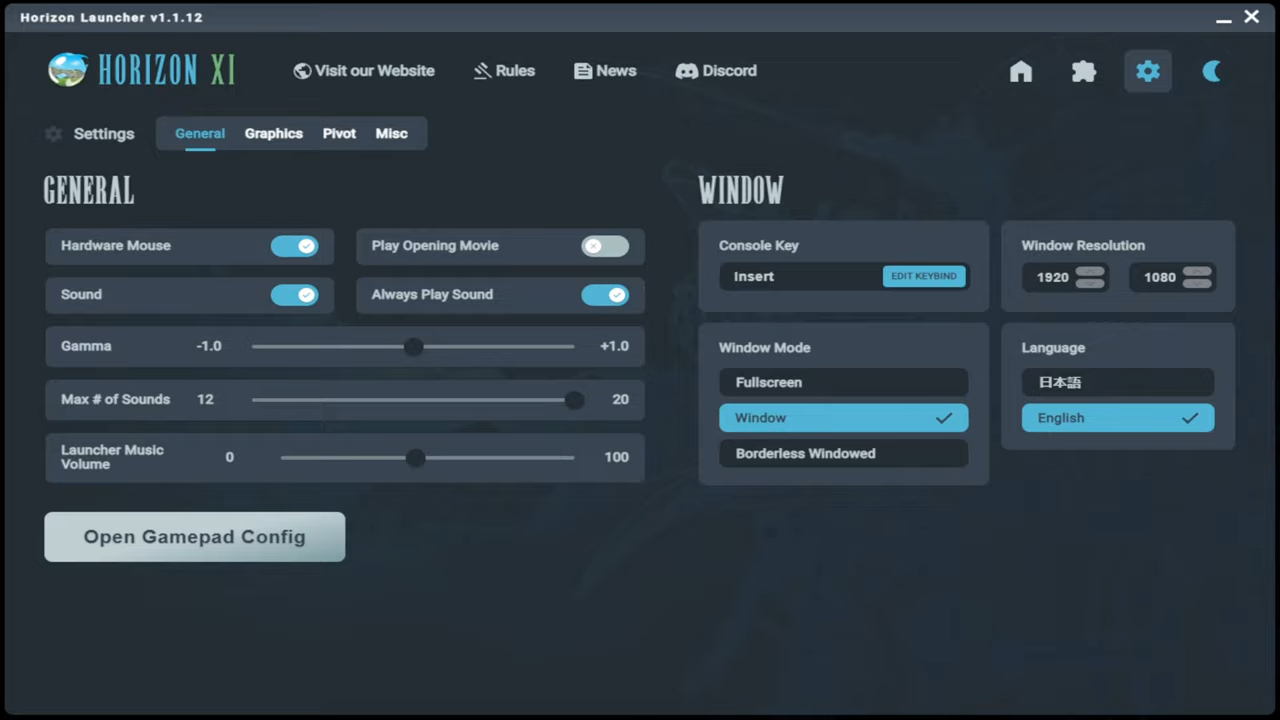 Horizon Launcher v1.1.12
HORIZON XI
Visit our Website
Rules
News
Discord
Settings
General
Graphics
Pivot
Misc
GENERAL
Hardware Mouse
Play Opening Movie
Sound
Always Play Sound
Gamma -1.0 +1.0
Max # of Sounds 12 20
Launcher Music
Volume
0 100
Open Gamepad Config
WINDOW
Console Key
Insert EDIT KEYBIND
Window Resolution
1920 1080
Window Mode
Fullscreen
Window
Borderless Windowed
Language
日本語
English